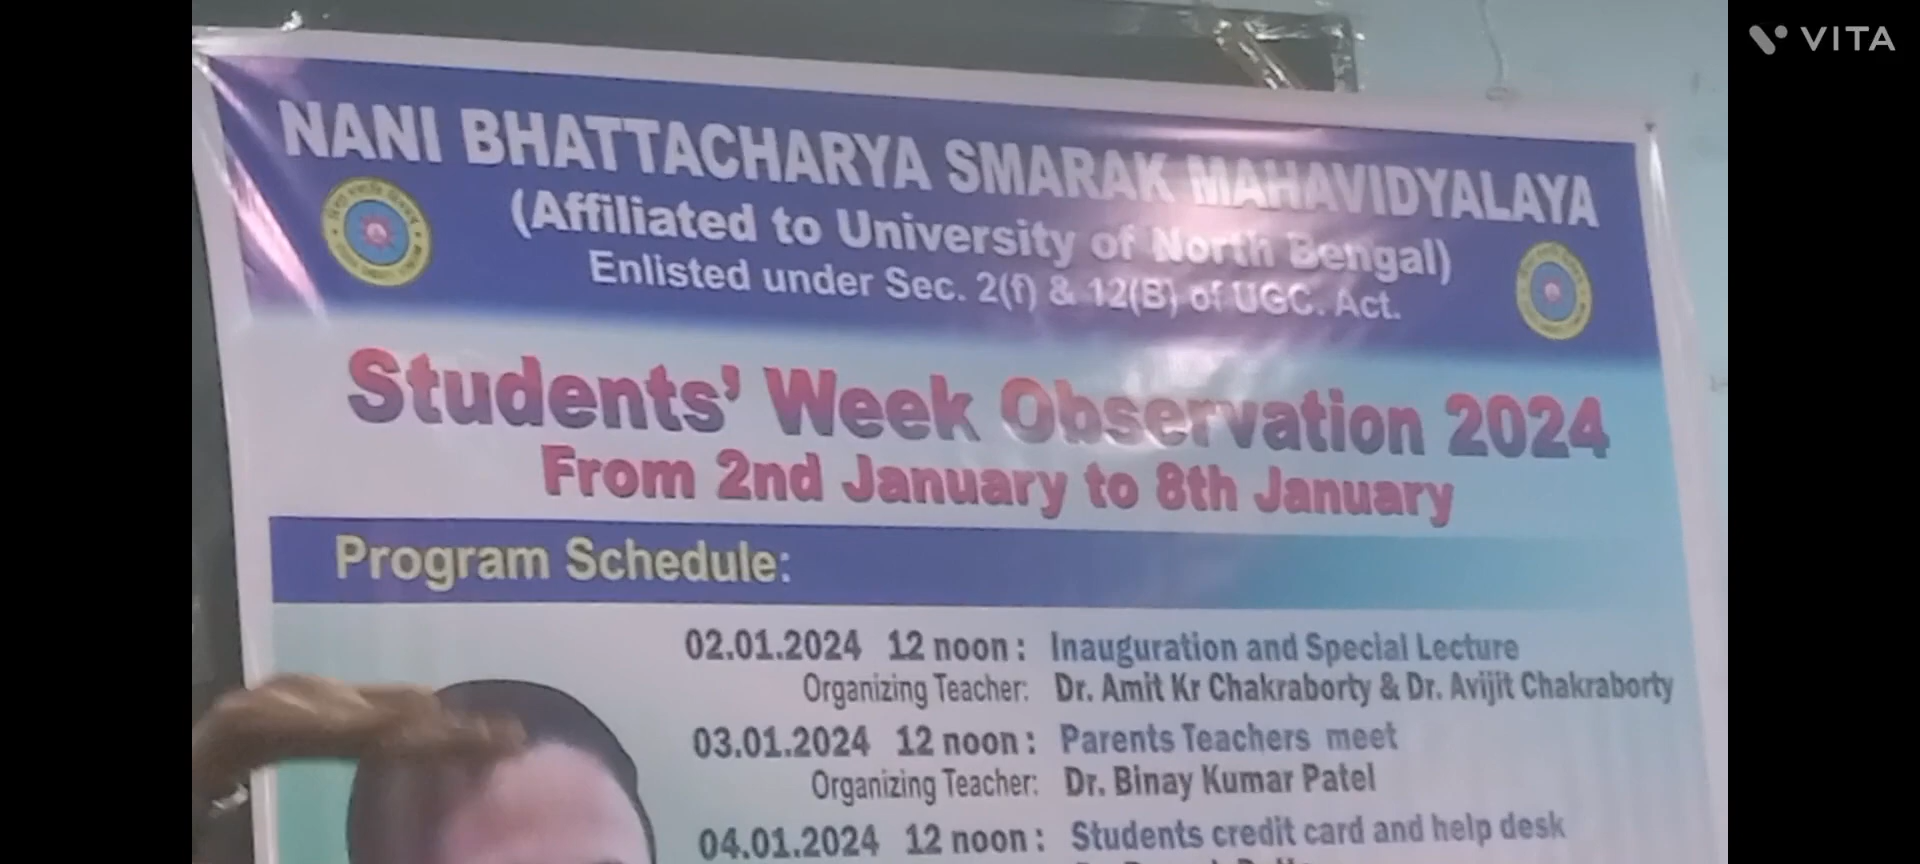 VITA
NANI BHATTACHARYA SMARAK MAHAVIDYALAYA
(Affiliated to University of North Bengal)
Enlisted under Sec. 2(f) & 12(B) of UGC. Act.
Students' Week Observation 2024
From 2nd January to 8th January
Program Schedule:
02.01.2024 12 noon : Inauguration and Special Lecture
Organizing Teacher: Dr. Amit Kr Chakraborty & Dr. Avijit Chakraborty
03.01.2024 12 noon : Parents Teachers meet
Organizing Teacher: Dr. Binay Kumar Patel
04.01.2024 12 noon : Students credit card and help desk